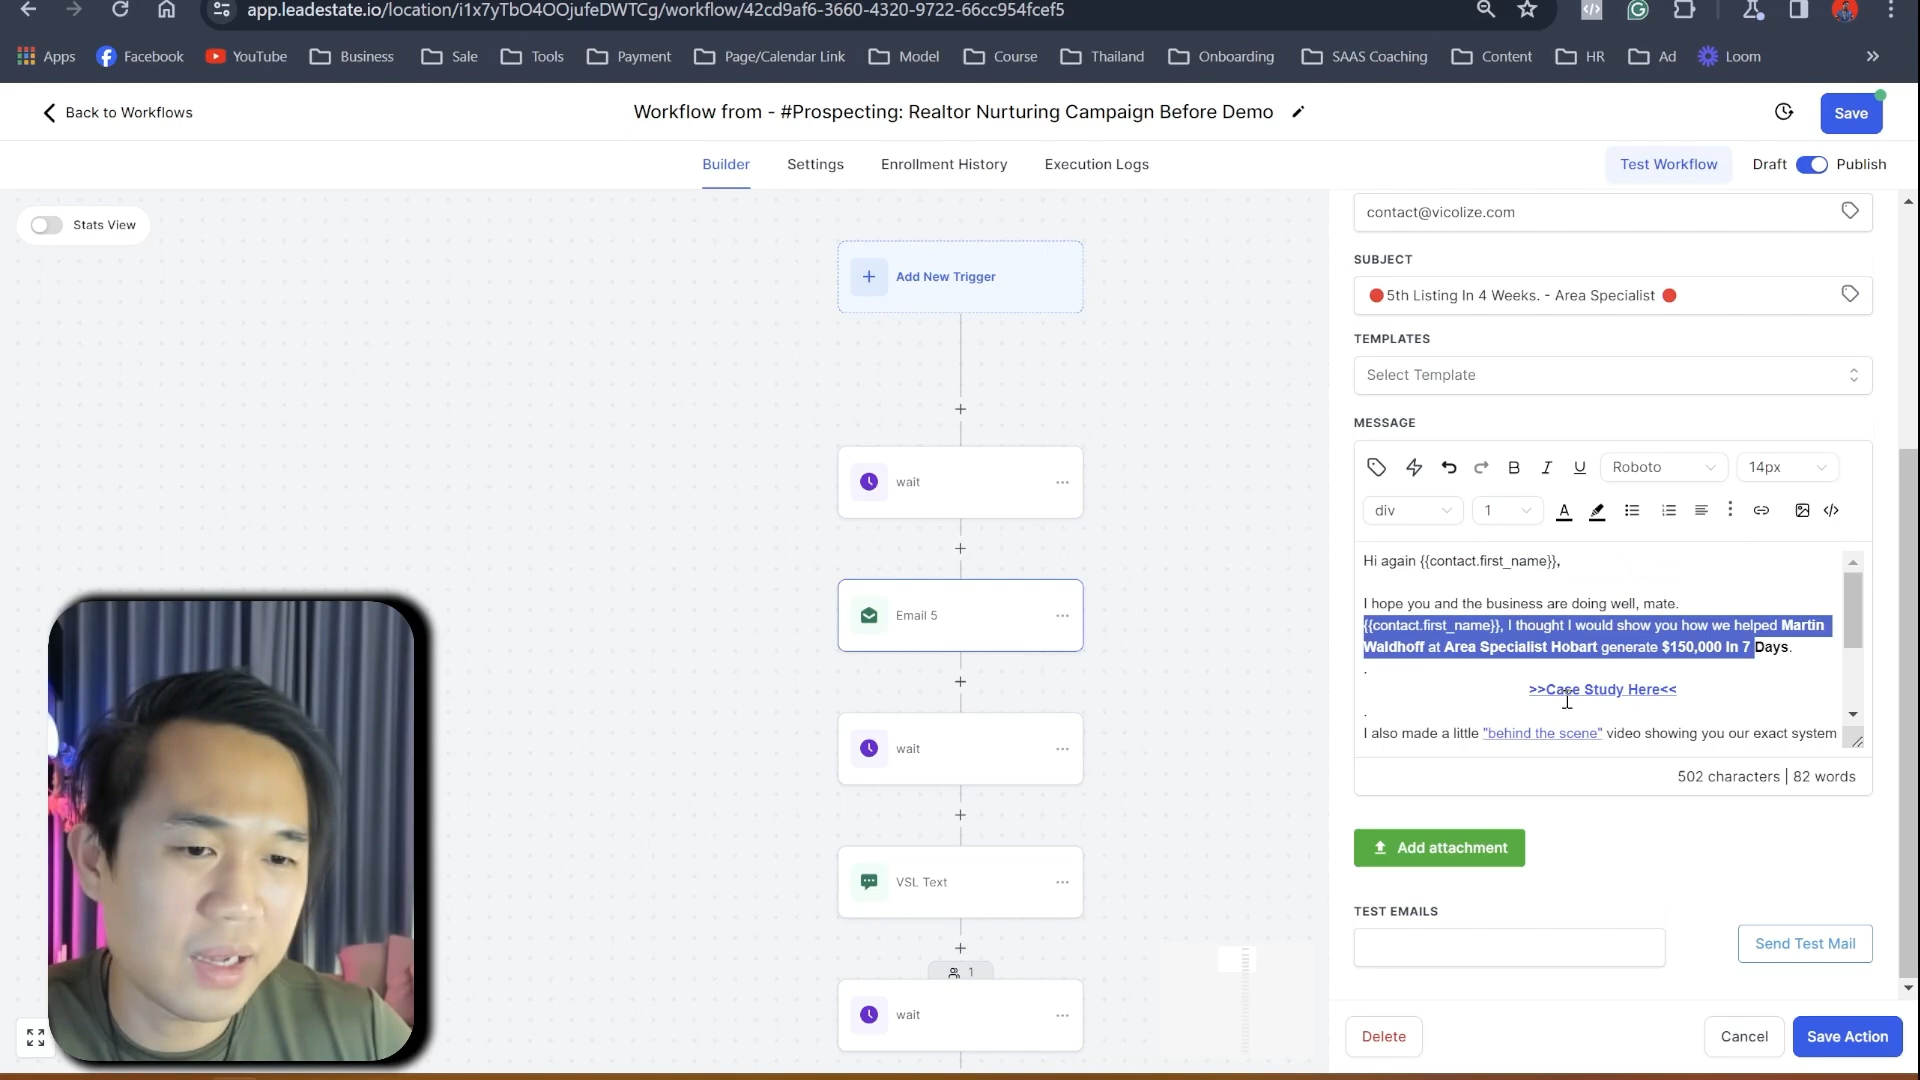 app.leadestate.io/location/i1x7yTbO4OOjufeDWTCg/workflow/42cd9af6-3660-4320-9722-66cc954fcef5
Apps
Facebook
YouTube
Business
Sale
Tools
Payment
Page/Calendar Link
Model
Course
Thailand
Onboarding
SAAS Coaching
Content
HR
Ad
Loom
Back to Workflows
Workflow from - #Prospecting: Realtor Nurturing Campaign Before Demo
Save
Builder
Settings
Enrollment History
Execution Logs
Test Workflow
Draft
Publish
Stats View
Add New Trigger
wait
Email 5
wait
VSL Text
1
wait
contact@vicolize.com
SUBJECT
🔴5th Listing In 4 Weeks. - Area Specialist 🔴
TEMPLATES
Select Template
MESSAGE
Roboto
14px
div
1
Hi again {{contact.first_name}},
I hope you and the business are doing well, mate.
{{contact.first_name}}, I thought I would show you how we helped Martin
Waldhoff at Area Specialist Hobart generate $150,000 In 7 Days.
.
>>Case Study Here<<
.
I also made a little "behind the scene" video showing you our exact system
502 characters | 82 words
Add attachment
TEST EMAILS
Send Test Mail
Delete
Cancel
Save Action